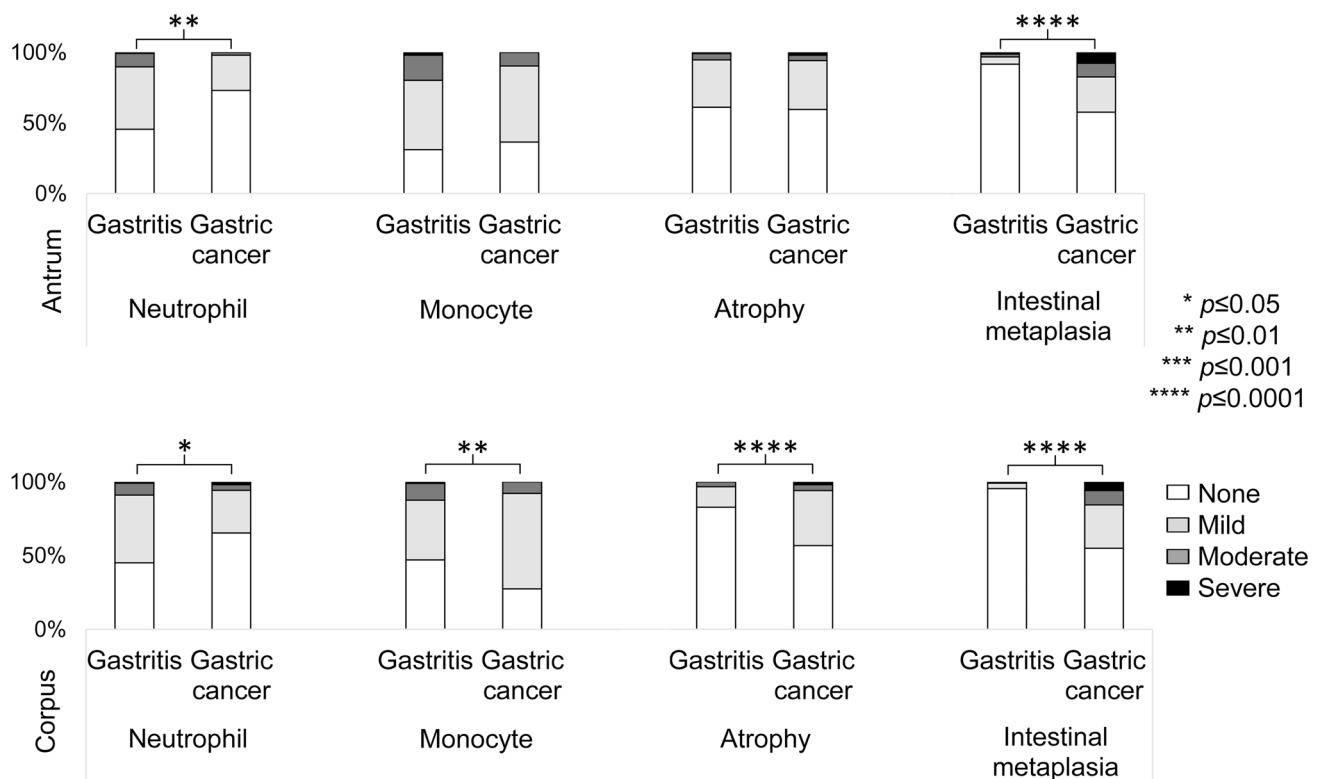 ** ****
100%
50%
0%
Gastritis Gastric cancer Gastritis Gastric cancer Gastritis Gastric cancer Gastritis Gastric cancer
Antrum
Neutrophil Monocyte Atrophy Intestinal metaplasia
* p≤0.05
** p≤0.01
*** p≤0.001
**** p≤0.0001
* ** **** ****
100%
50%
0%
None
Mild
Moderate
Severe
Gastritis Gastric cancer Gastritis Gastric cancer Gastritis Gastric cancer Gastritis Gastric cancer
Corpus
Neutrophil Monocyte Atrophy Intestinal metaplasia